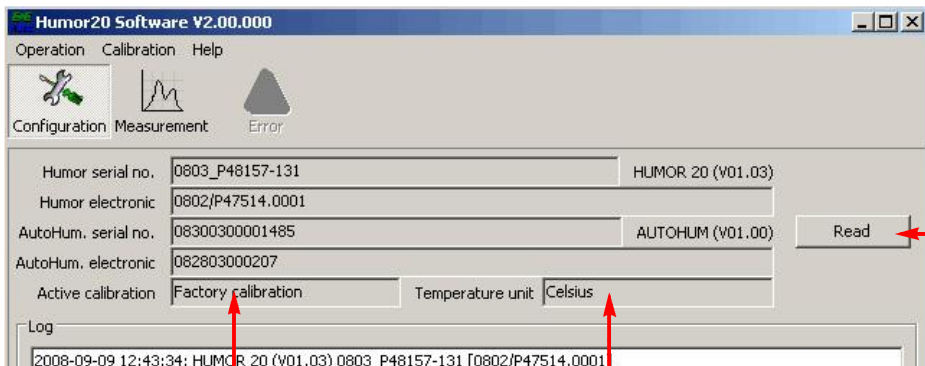 Humor20 Software V2.00.000
Operation Calibration Help
Configuration Measurement Error
Humor serial no. 0803_P48157-131 HUMOR 20 (V01.03)
Humor electronic 0802/P47514.0001
AutoHum. serial no. 08300300001485 AUTOHUM (V01.00) Read
AutoHum. electronic 082803000207
Active calibration Factory calibration Temperature unit Celsius
Log
2008-09-09 12:43:34: HUMOR 20 (V01.03) 0803_P48157-131 [0802/P47514.0001]